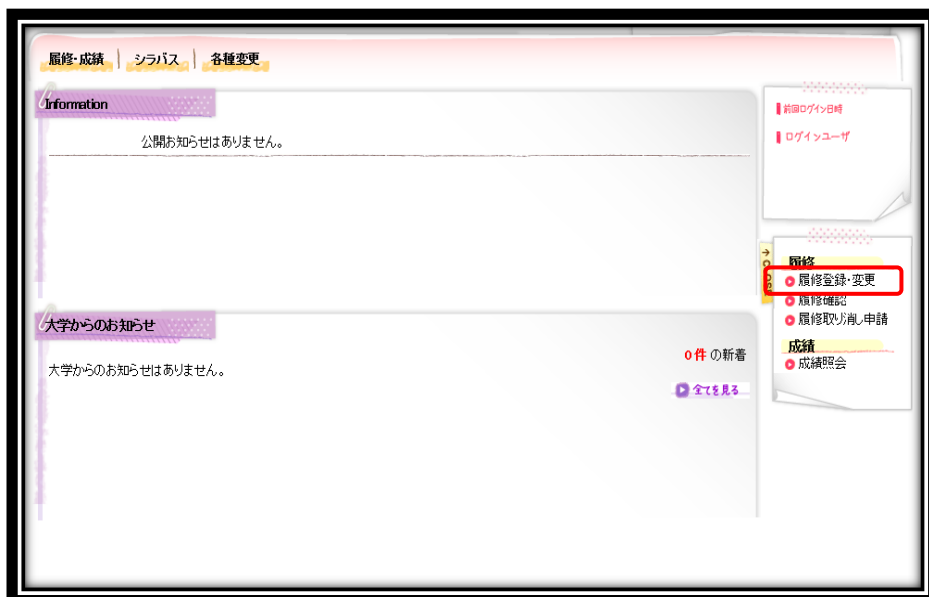 履修・成績 シラバス 各種変更
Information
公開お知らせはありません。
大学からのお知らせ
0件 の新着
大学からのお知らせはありません。
全てを見る
前回ログイン日時
ログインユーザ
履修
履修登録・変更
履修確認
履修取り消し申請
成績
成績照会